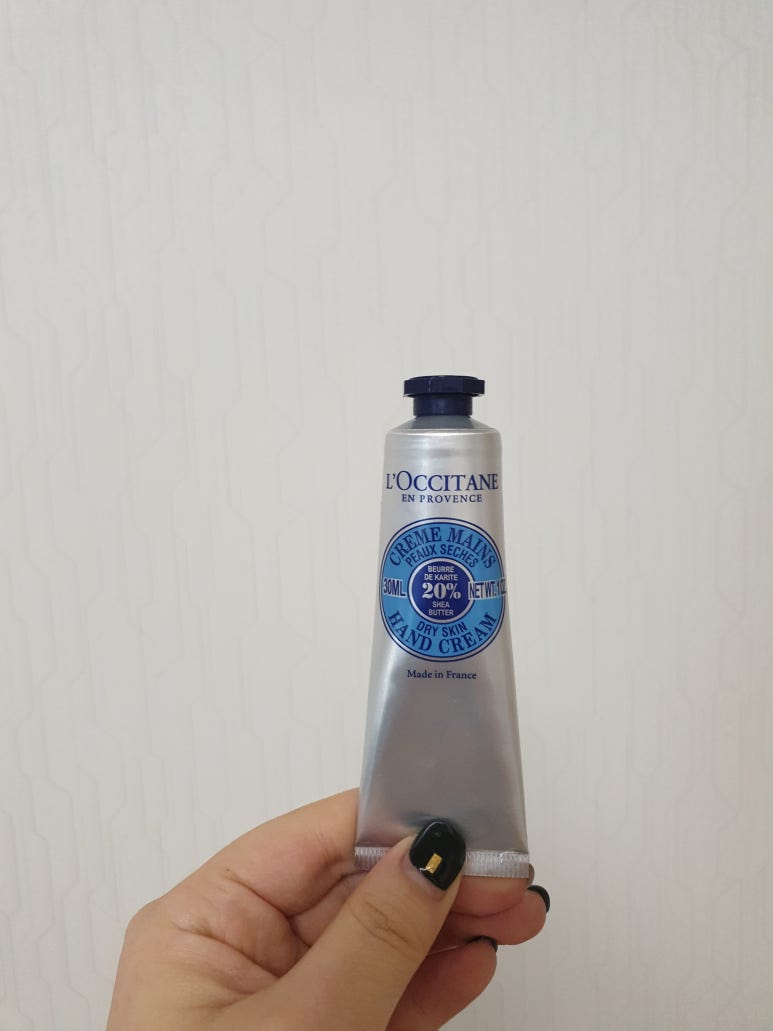 L'OCCITANE
EN PROVENCE
CREME MAINS
PEAUX SECHES
BEURRE
DE KARITE
30ML 20% NET WT. 1 OZ
SHEA
BUTTER
DRY SKIN
HAND CREAM
Made in France